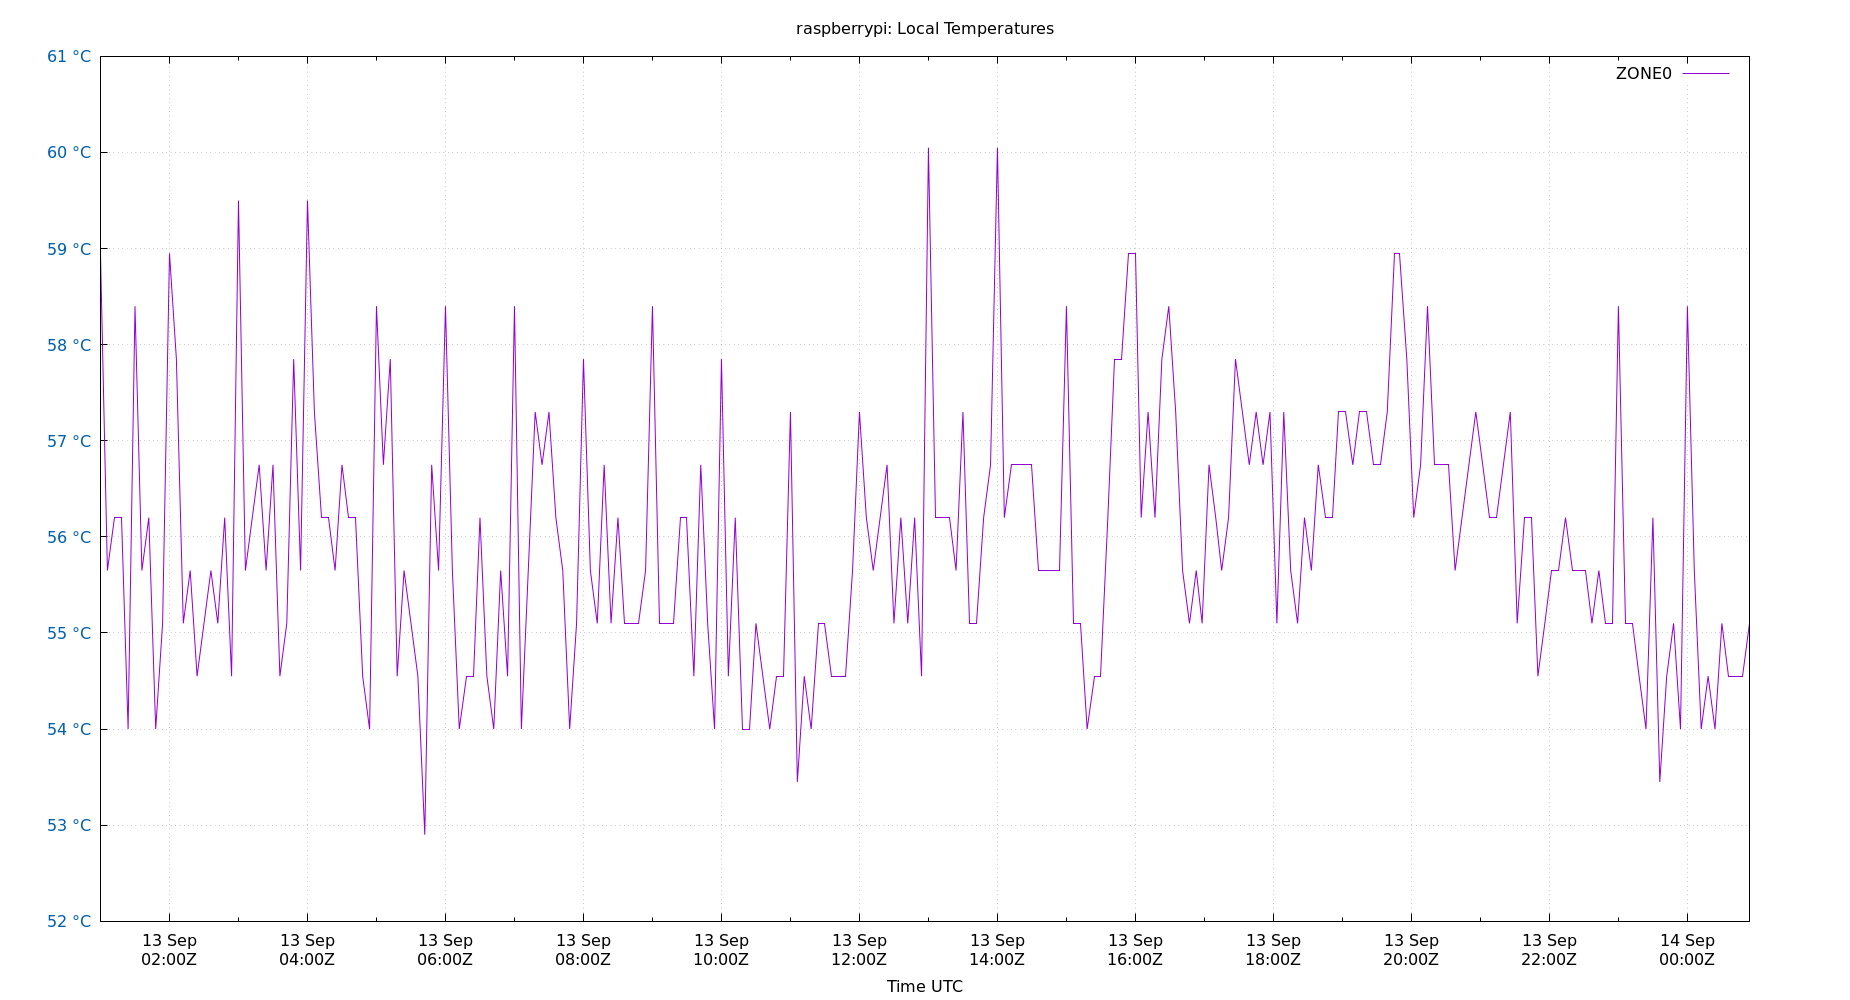 raspberrypi: Local Temperatures
61 °C
ZONE0
60 °C
59 °C
58 °C
57 °C
56 °C
55 °C
54 °C
53 °C
52 °C
13 Sep 13 Sep 13 Sep 13 Sep 13 Sep 13 Sep 13 Sep 13 Sep 13 Sep 13 Sep 13 Sep 14 Sep
02:00Z 04:00Z 06:00Z 08:00Z 10:00Z 12:00Z 14:00Z 16:00Z 18:00Z 20:00Z 22:00Z 00:00Z
Time UTC